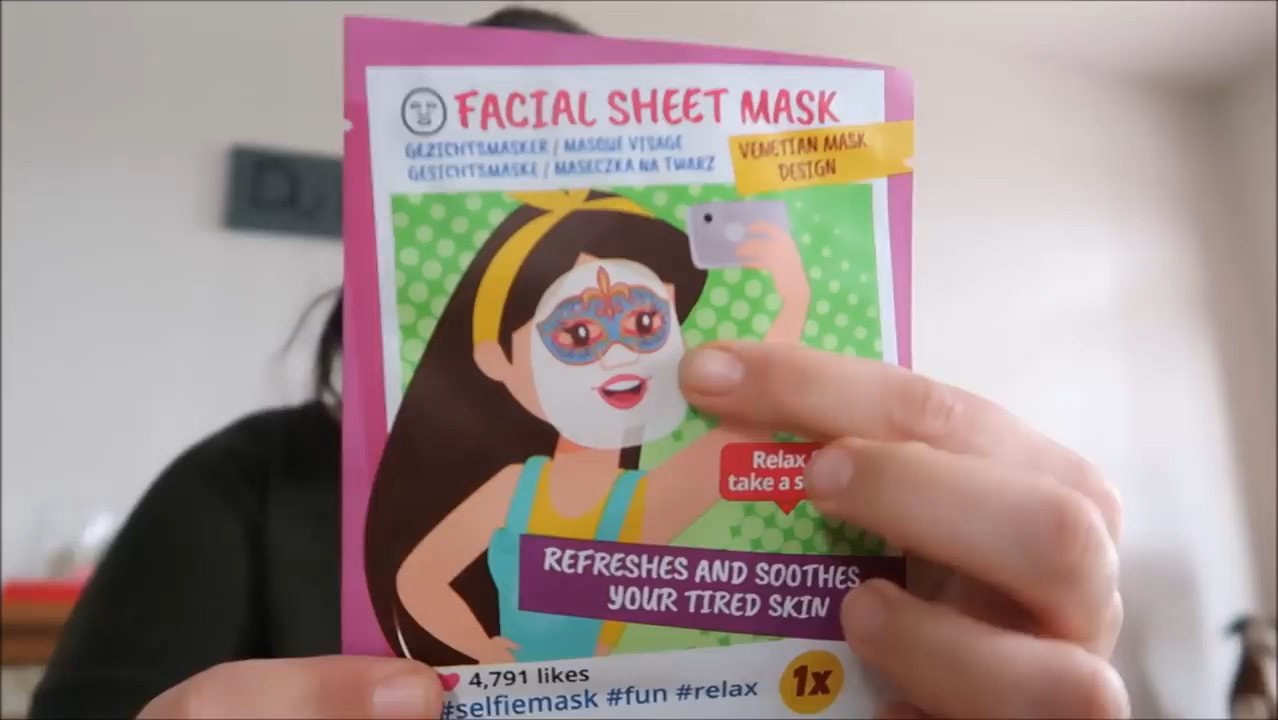 FACIAL SHEET MASK
GEZICHTSMASKER / MASQUE VISAGE
GESICHTSMASKE / MASECZKA NA TWARZ
VENETIAN MASK
DESIGN
Relax
take a
REFRESHES AND SOOTHES
YOUR TIRED SKIN
4,791 likes
#selfiemask #fun #relax
1x